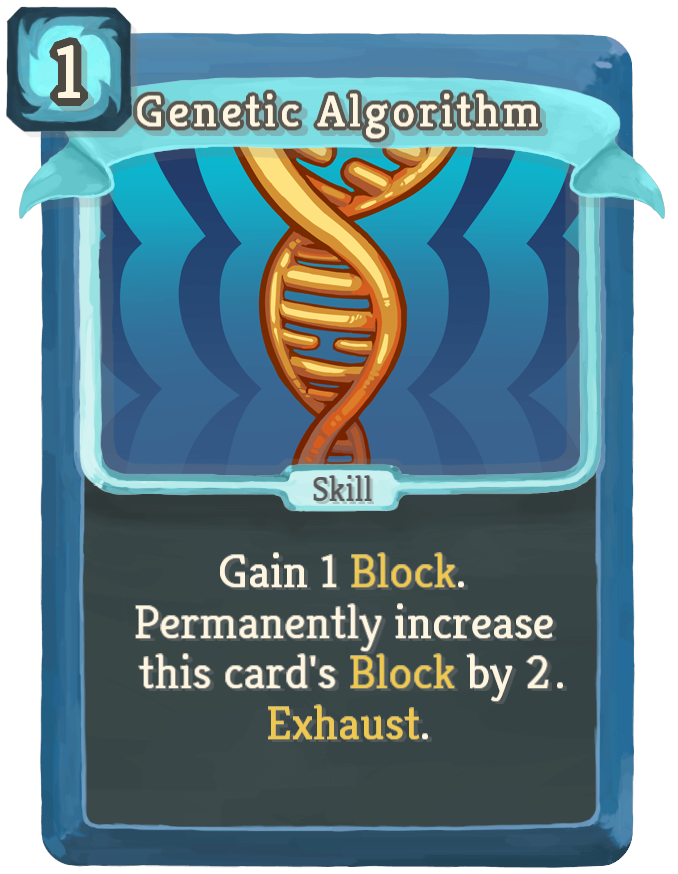 1
Genetic Algorithm
Skill
Gain 1 Block.
Permanently increase
this card's Block by 2.
Exhaust.